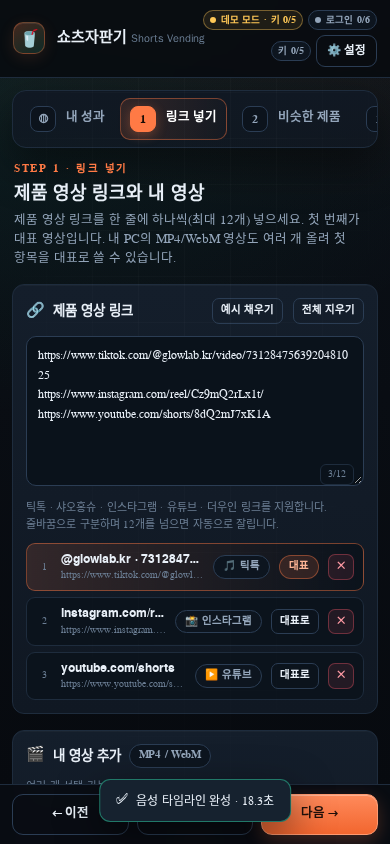 데모 모드 · 키 0/5
로그인 0/6
쇼츠자판기 Shorts Vending
키 0/5
설정
내 성과
1 링크 넣기
2 비슷한 제품
STEP 1 · 링크 넣기
제품 영상 링크와 내 영상
제품 영상 링크를 한 줄에 하나씩(최대 12개) 넣으세요. 첫 번째가
대표 영상입니다. 내 PC의 MP4/WebM 영상도 여러 개 올려 첫
항목을 대표로 쓸 수 있습니다.
제품 영상 링크
예시 채우기
전체 지우기
https://www.tiktok.com/@glowlab.kr/video/73128475639204810
25
https://www.instagram.com/reel/Cz9mQ2rLx1t/
https://www.youtube.com/shorts/8dQ2mJ7xK1A
3/12
틱톡 · 샤오홍슈 · 인스타그램 · 유튜브 · 더우인 링크를 지원합니다.
줄바꿈으로 구분하며 12개를 넘으면 자동으로 잘립니다.
1 @glowlab.kr · 7312847... 틱톡 대표 ✕
https://www.tiktok.com/@glowl...
2 instagram.com/r... 인스타그램 대표로 ✕
https://www.instagram....
3 youtube.com/shorts 유튜브 대표로 ✕
https://www.youtube.com/s...
내 영상 추가 MP4 / WebM
✓ 음성 타임라인 완성 · 18.3초
← 이전
다음 →